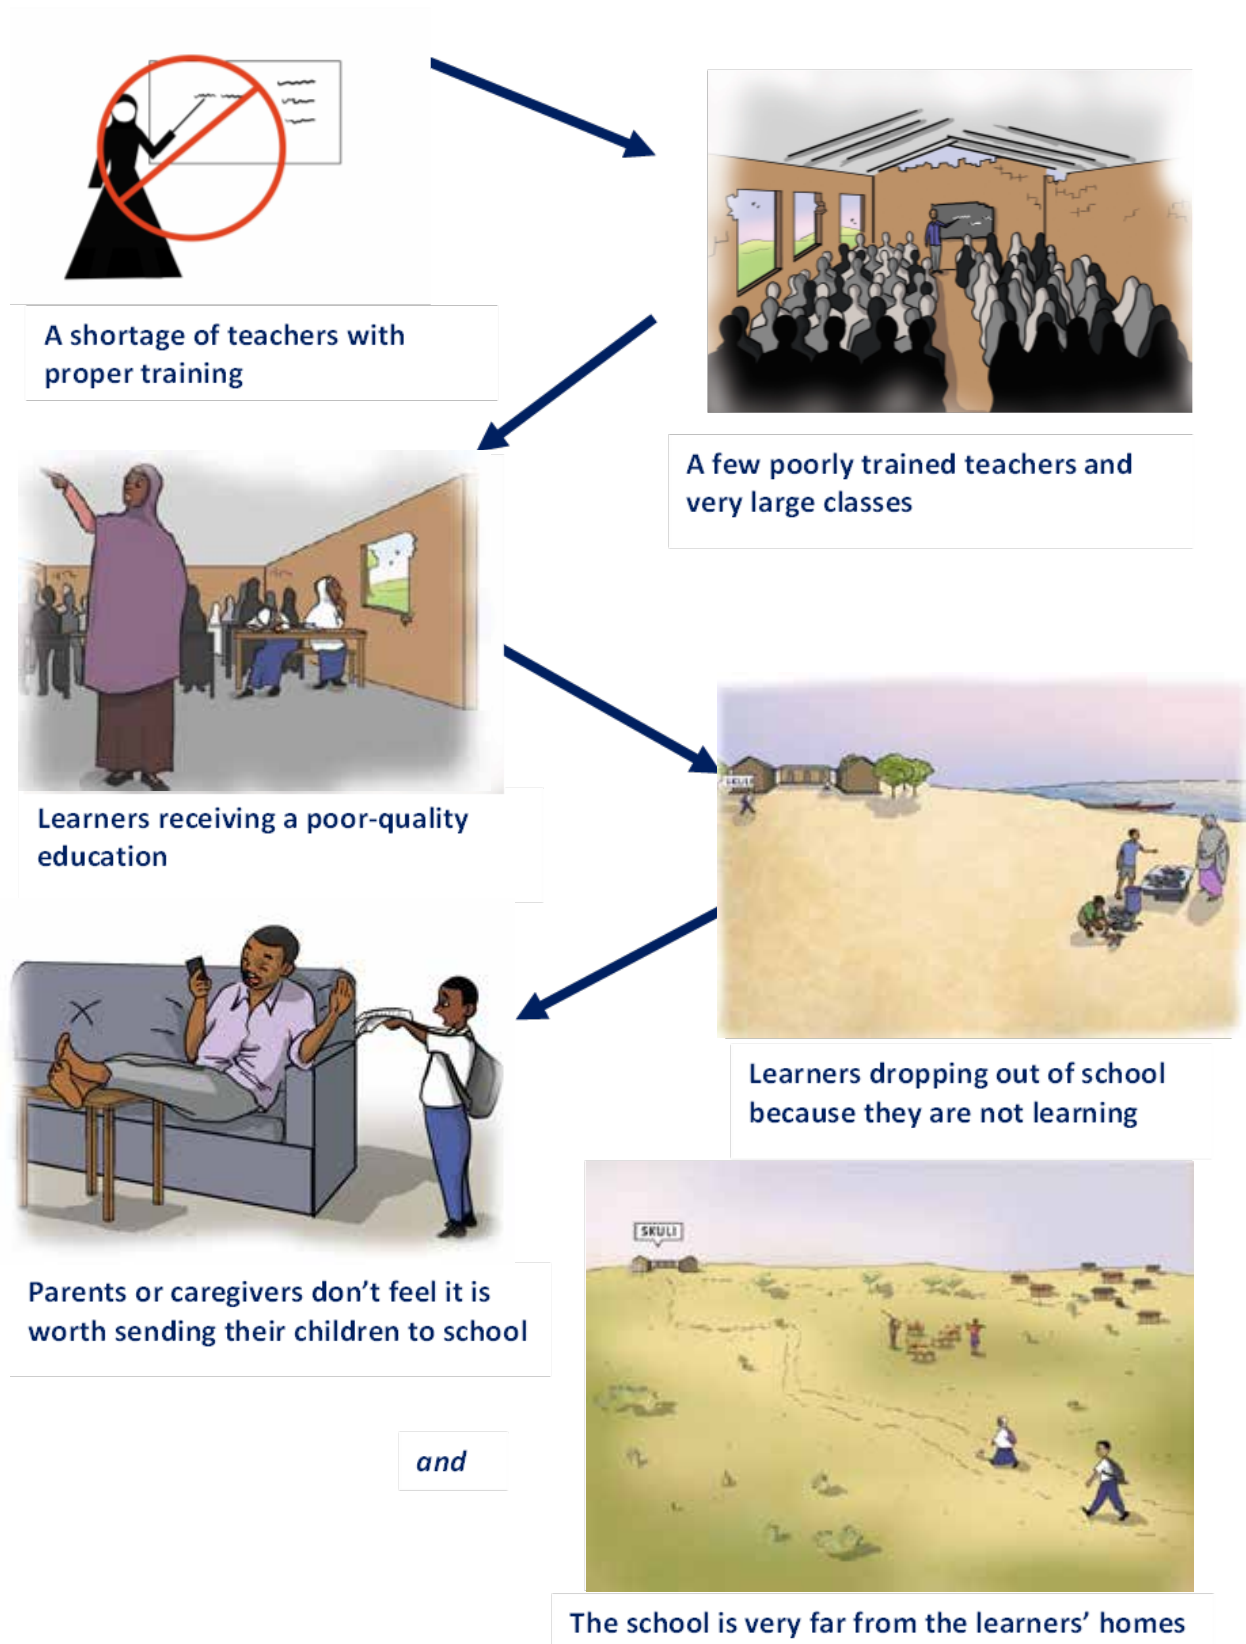 A shortage of teachers with
proper training
A few poorly trained teachers and
very large classes
Learners receiving a poor-quality
education
SKULI
Learners dropping out of school
because they are not learning
Parents or caregivers don't feel it is
worth sending their children to school
and
SKULI
The school is very far from the learners' homes